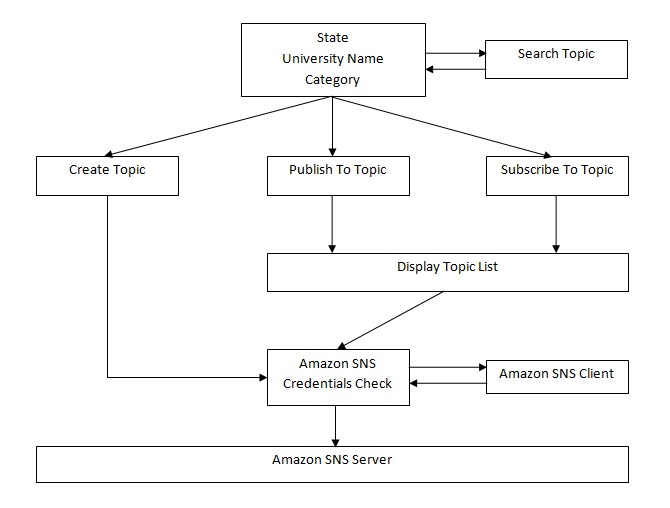 State
University Name
Category
Search Topic
Create Topic
Publish To Topic
Subscribe To Topic
Display Topic List
Amazon SNS
Credentials Check
Amazon SNS Client
Amazon SNS Server